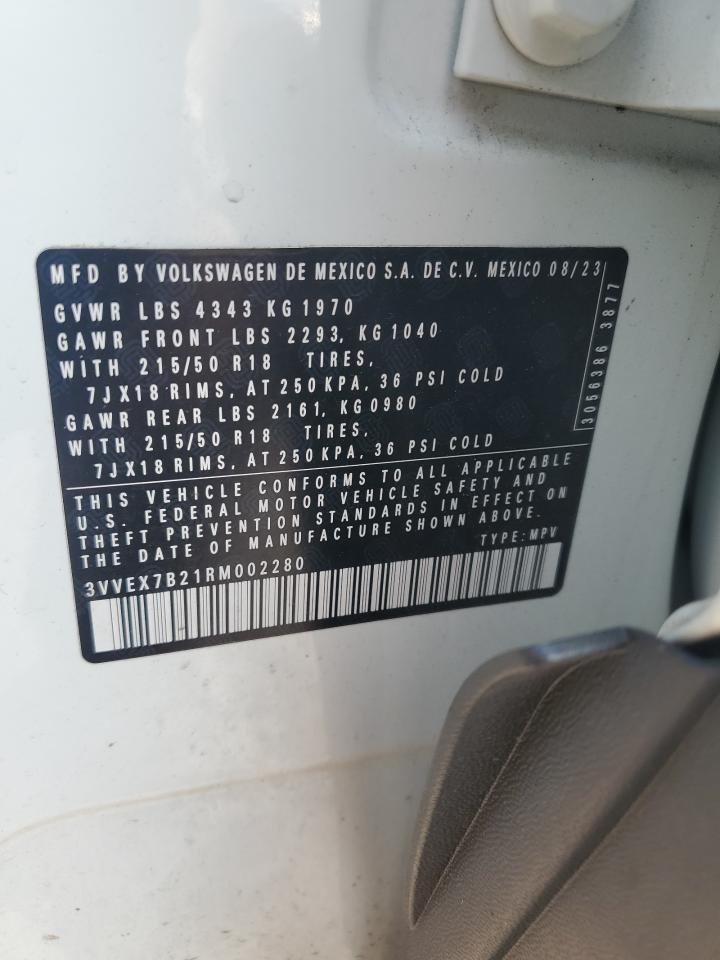 MFD BY VOLKSWAGEN DE MEXICO S.A. DE C.V. MEXICO 08/23
GVWR LBS 4343 KG 1970
GAWR FRONT LBS 2293, KG 1040
WITH 215/50 R18 TIRES,
7JX18 RIMS, AT 250 KPA, 36 PSI COLD
GAWR REAR LBS 2161, KG 0980
WITH 215/50 R18 TIRES,
7JX18 RIMS, AT 250 KPA, 36 PSI COLD
3056386 3877
THIS VEHICLE CONFORMS TO ALL APPLICABLE
U.S. FEDERAL MOTOR VEHICLE SAFETY AND
THEFT PREVENTION STANDARDS IN EFFECT ON
THE DATE OF MANUFACTURE SHOWN ABOVE.
TYPE: MPV
3VVEX7B21RM002280